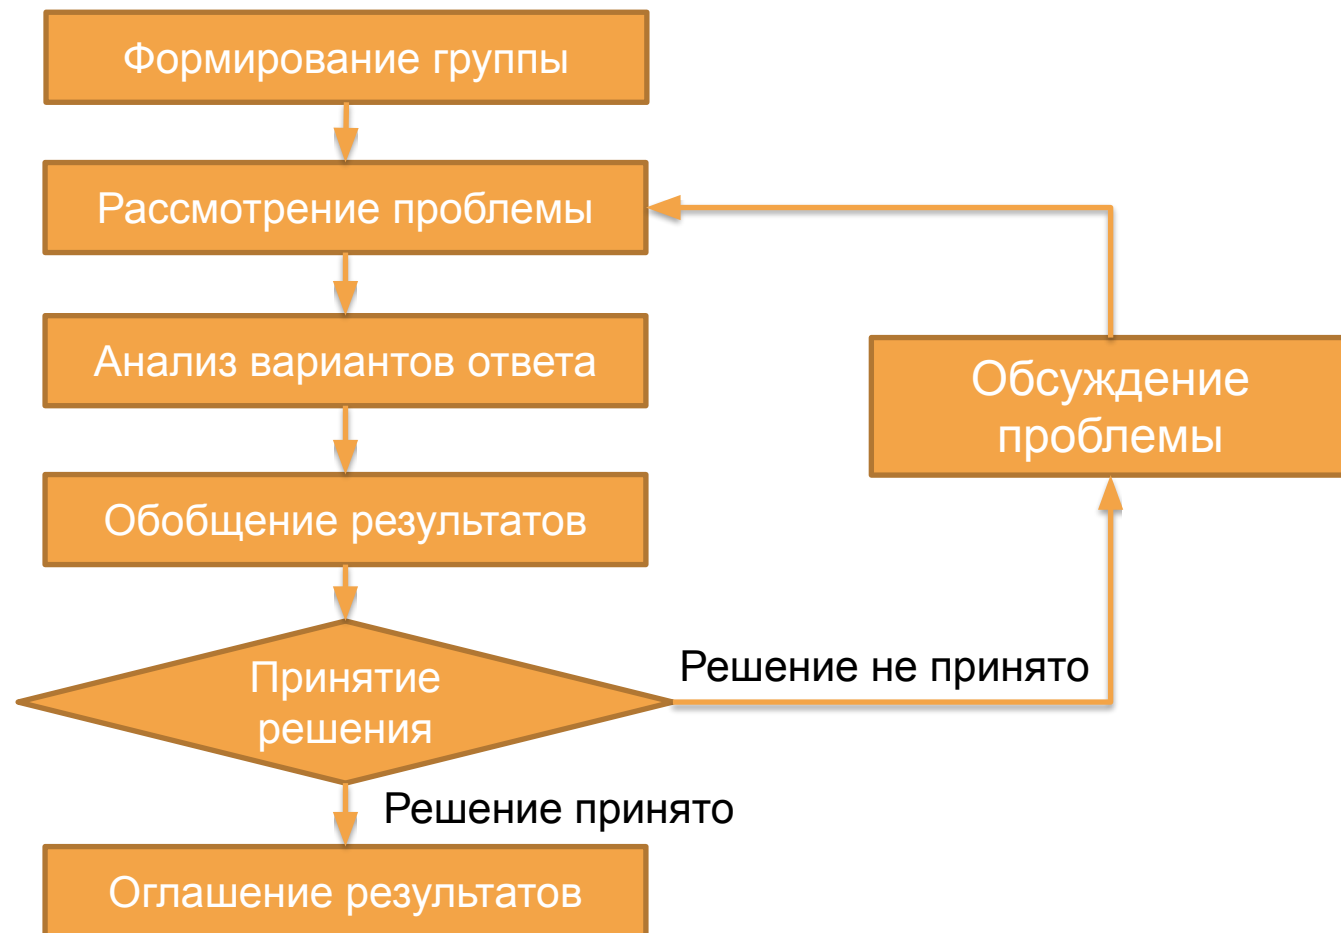 Формирование группы
Рассмотрение проблемы
Анализ вариантов ответа
Обсуждение
проблемы
Обобщение результатов
Принятие
решения
Решение не принято
Решение принято
Оглашение результатов